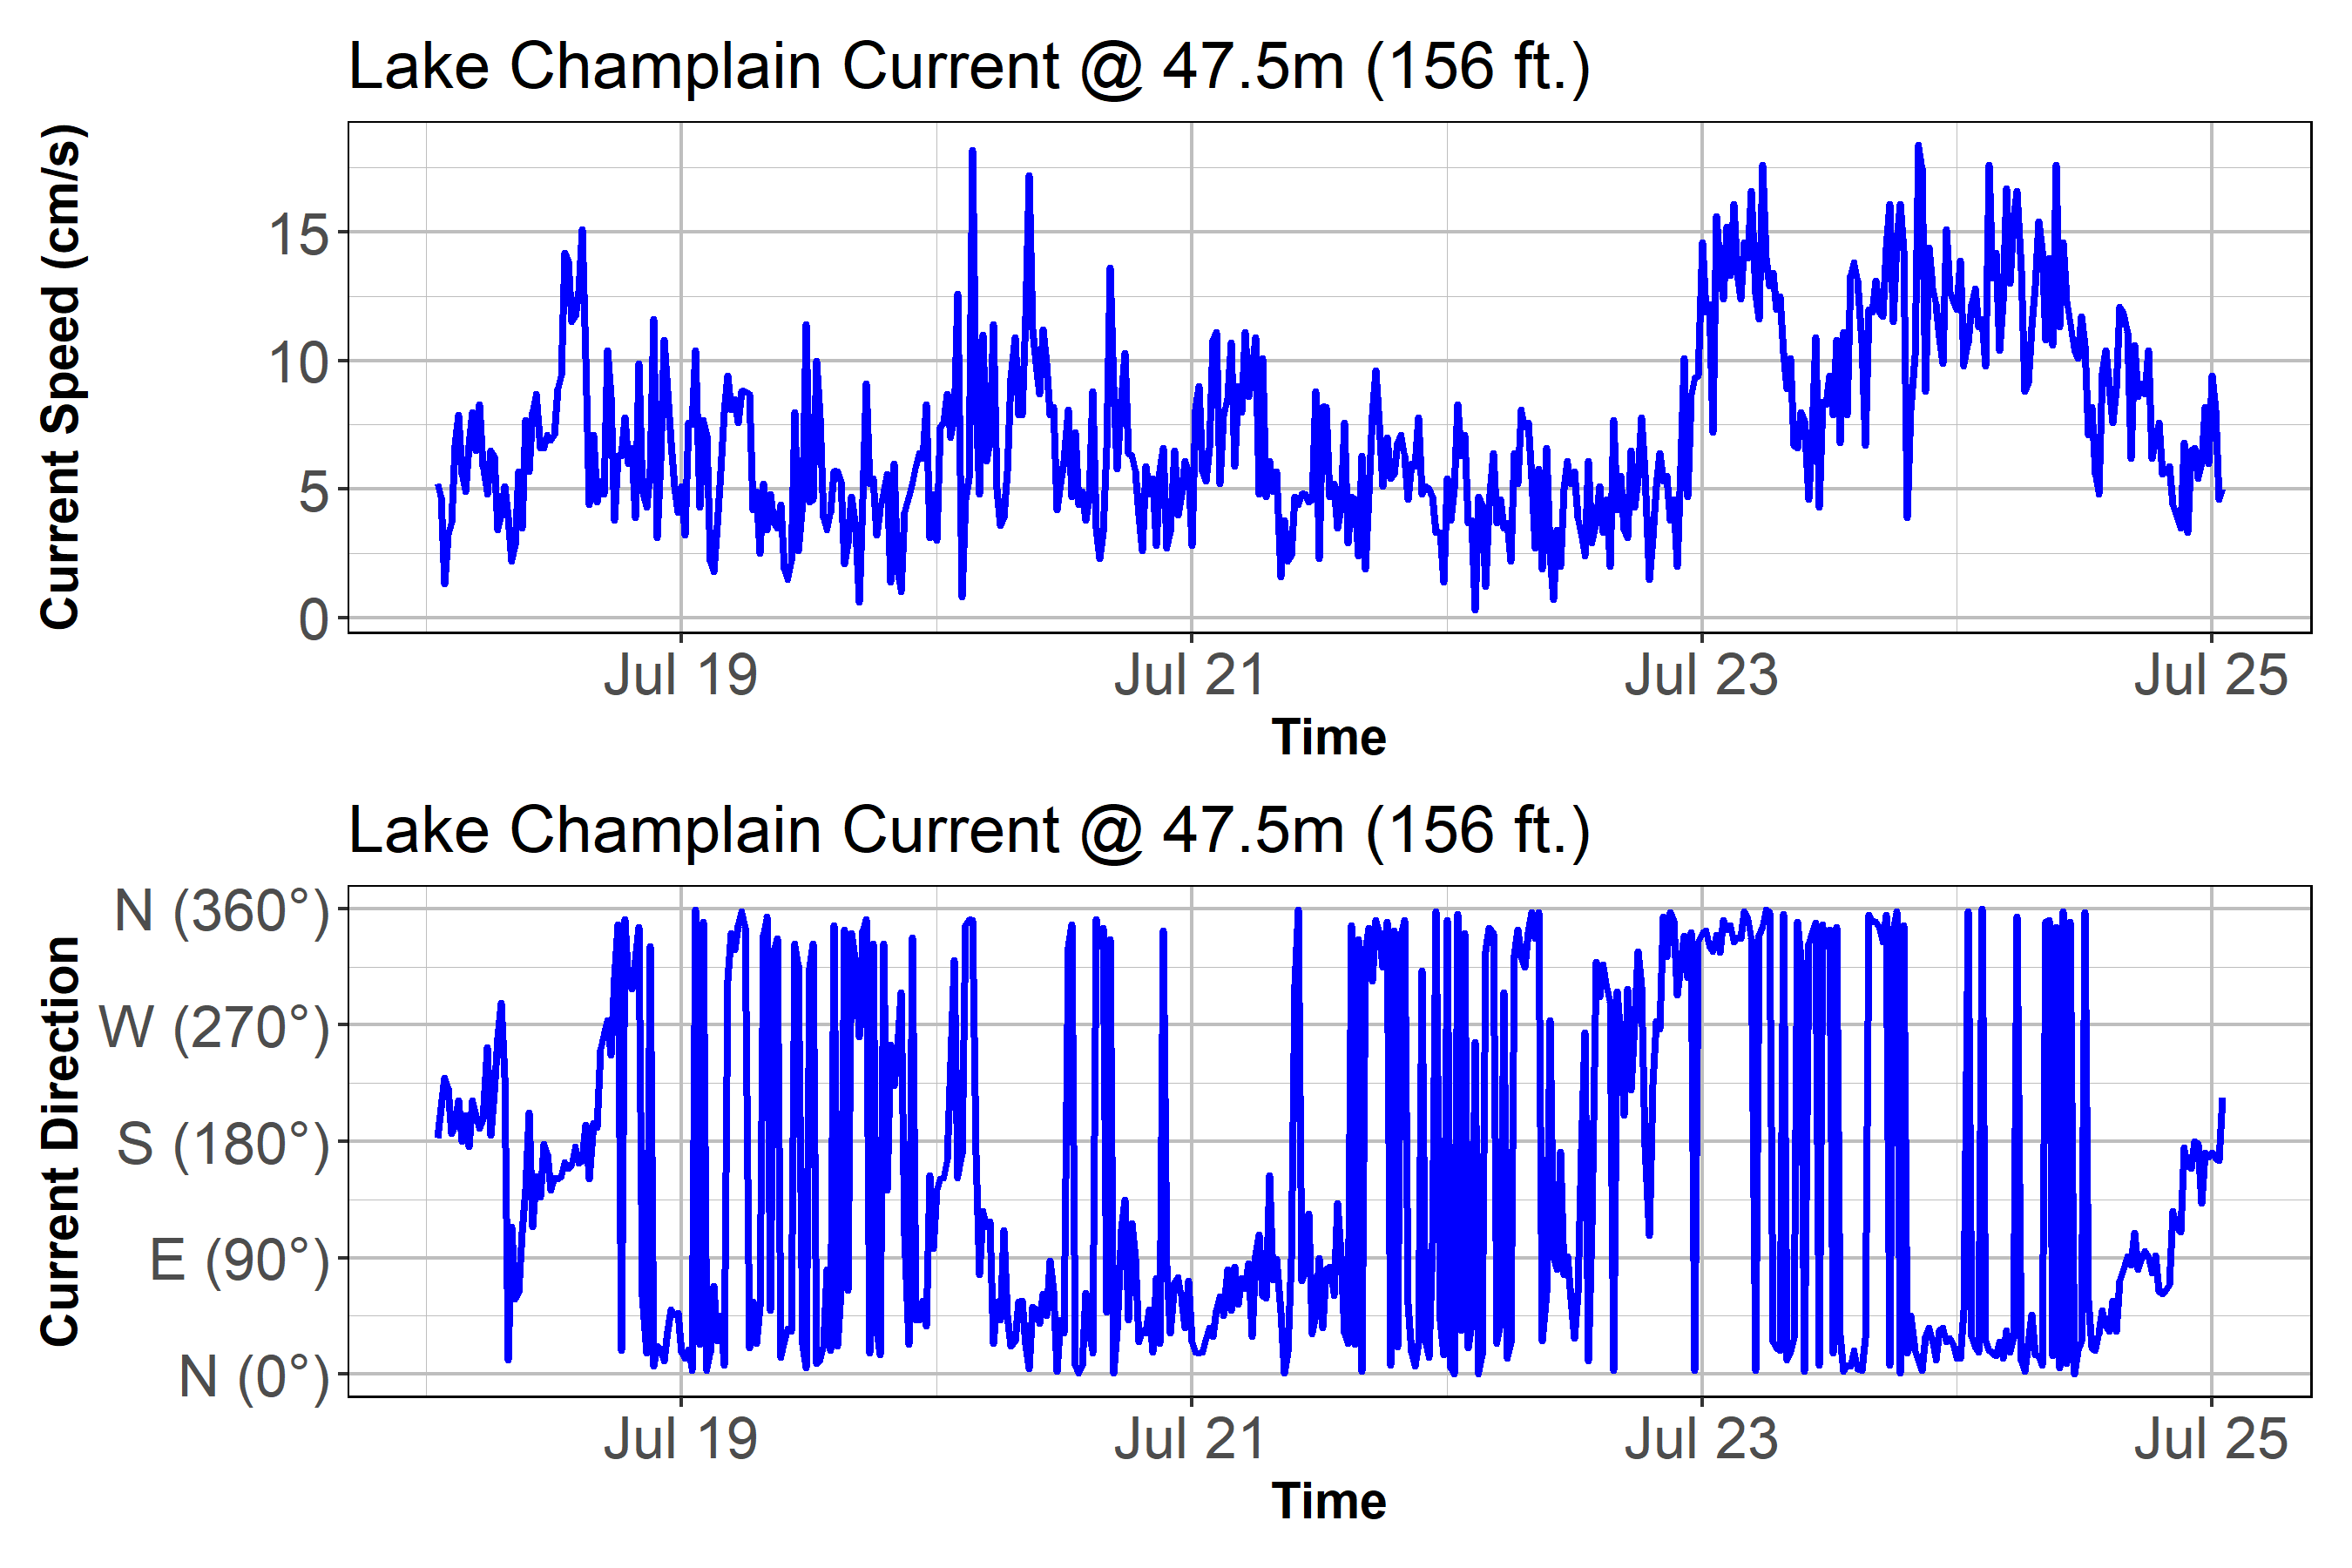 Lake Champlain Current @ 47.5m (156 ft.)
Current Speed (cm/s)
15
10
5
0
Jul 19 Jul 21 Jul 23 Jul 25
Time
Lake Champlain Current @ 47.5m (156 ft.)
Current Direction
N (360°)
W (270°)
S (180°)
E (90°)
N (0°)
Jul 19 Jul 21 Jul 23 Jul 25
Time